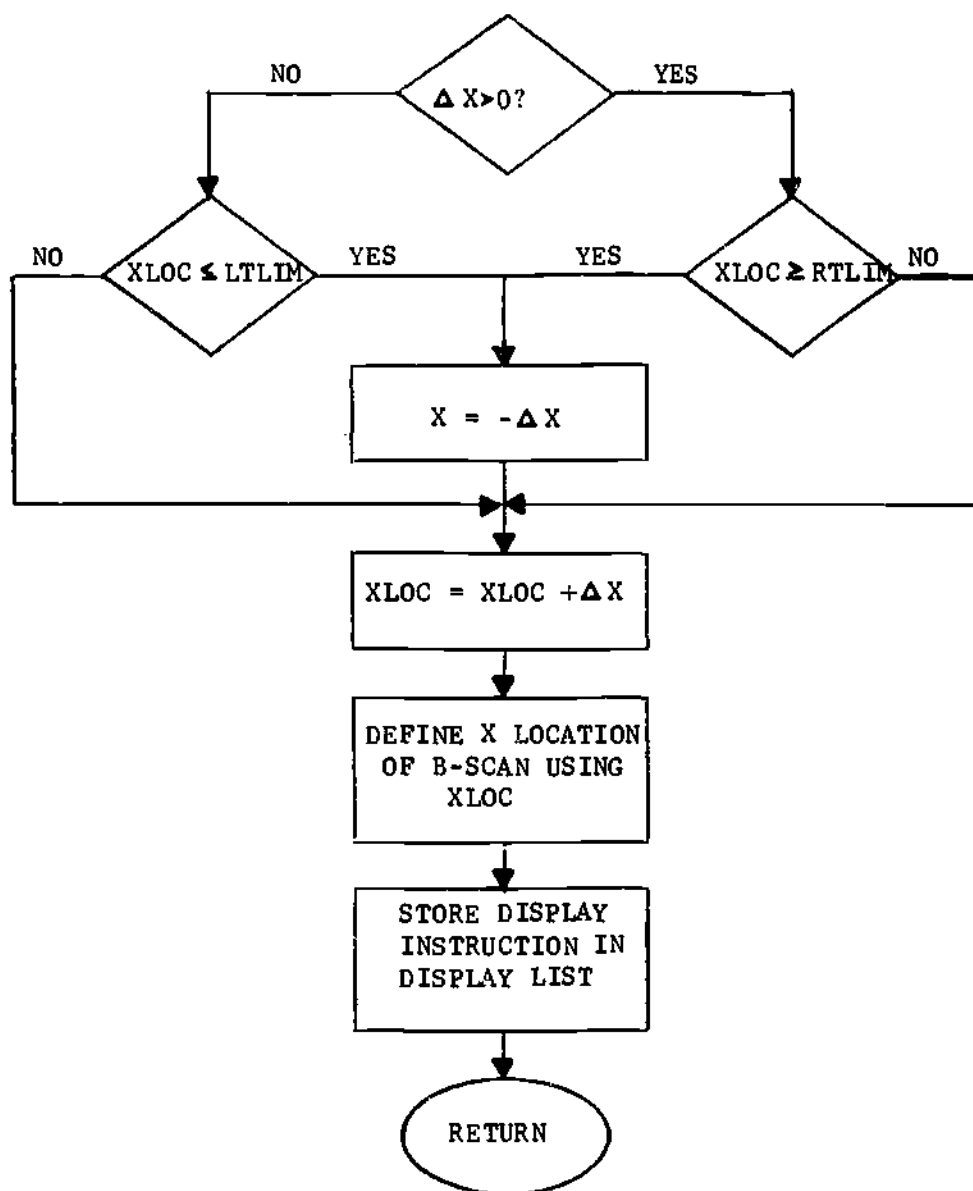 NO
YES
Δ X>0?
NO
XLOC ≤ LTLIM
YES
YES
XLOC ≥ RTLIM
NO
X = -Δ X
XLOC = XLOC +Δ X
DEFINE X LOCATION
OF B-SCAN USING
XLOC
STORE DISPLAY
INSTRUCTION IN
DISPLAY LIST
RETURN